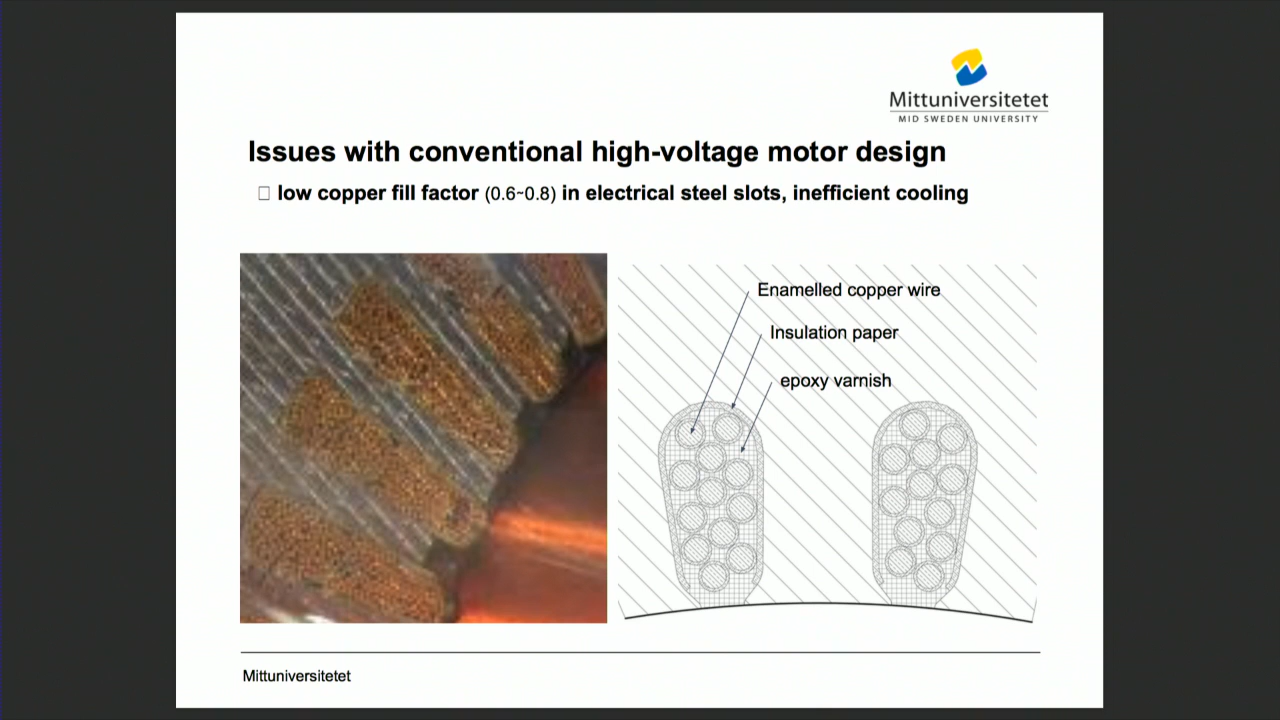 Mittuniversitetet
MID SWEDEN UNIVERSITY
Issues with conventional high-voltage motor design
low copper fill factor (0.6~0.8) in electrical steel slots, inefficient cooling
Enamelled copper wire
Insulation paper
epoxy varnish
Mittuniversitetet